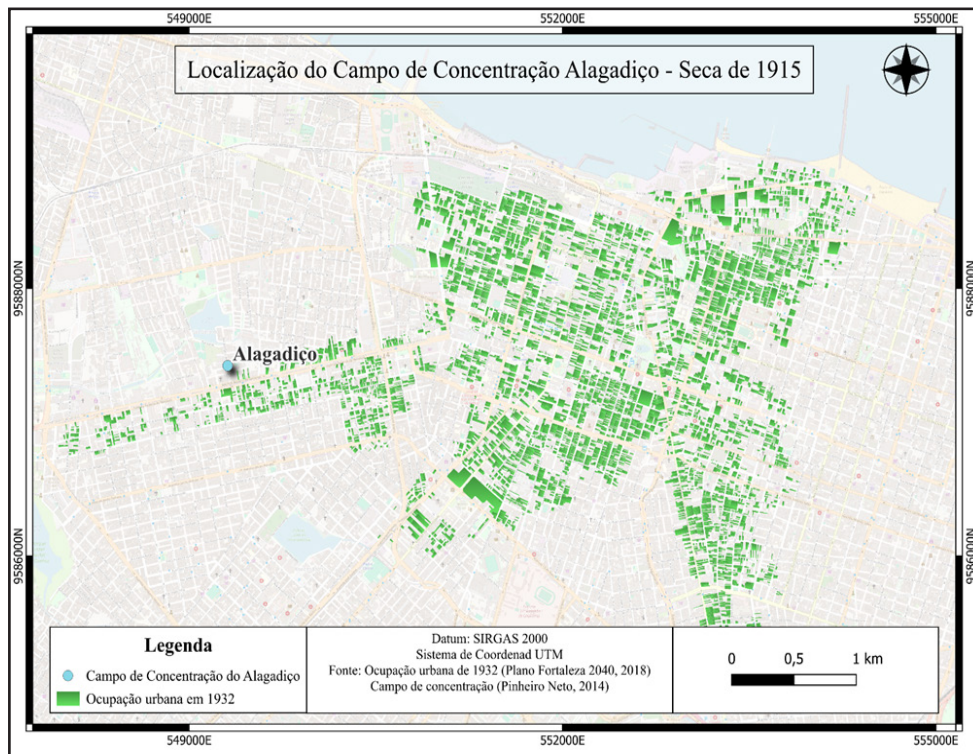 549000E
552000E
555000E
Localização do Campo de Concentração Alagadiço - Seca de 1915
9588000N
9588000N
Alagadiço
9586000N
9586000N
Legenda
Campo de Concentração do Alagadiço
Ocupação urbana em 1932
Datum: SIRGAS 2000
Sistema de Coordenad UTM
Fonte: Ocupação urbana de 1932 (Plano Fortaleza 2040, 2018)
Campo de concentração (Pinheiro Neto, 2014)
0 0,5 1 km
549000E
552000E
555000E